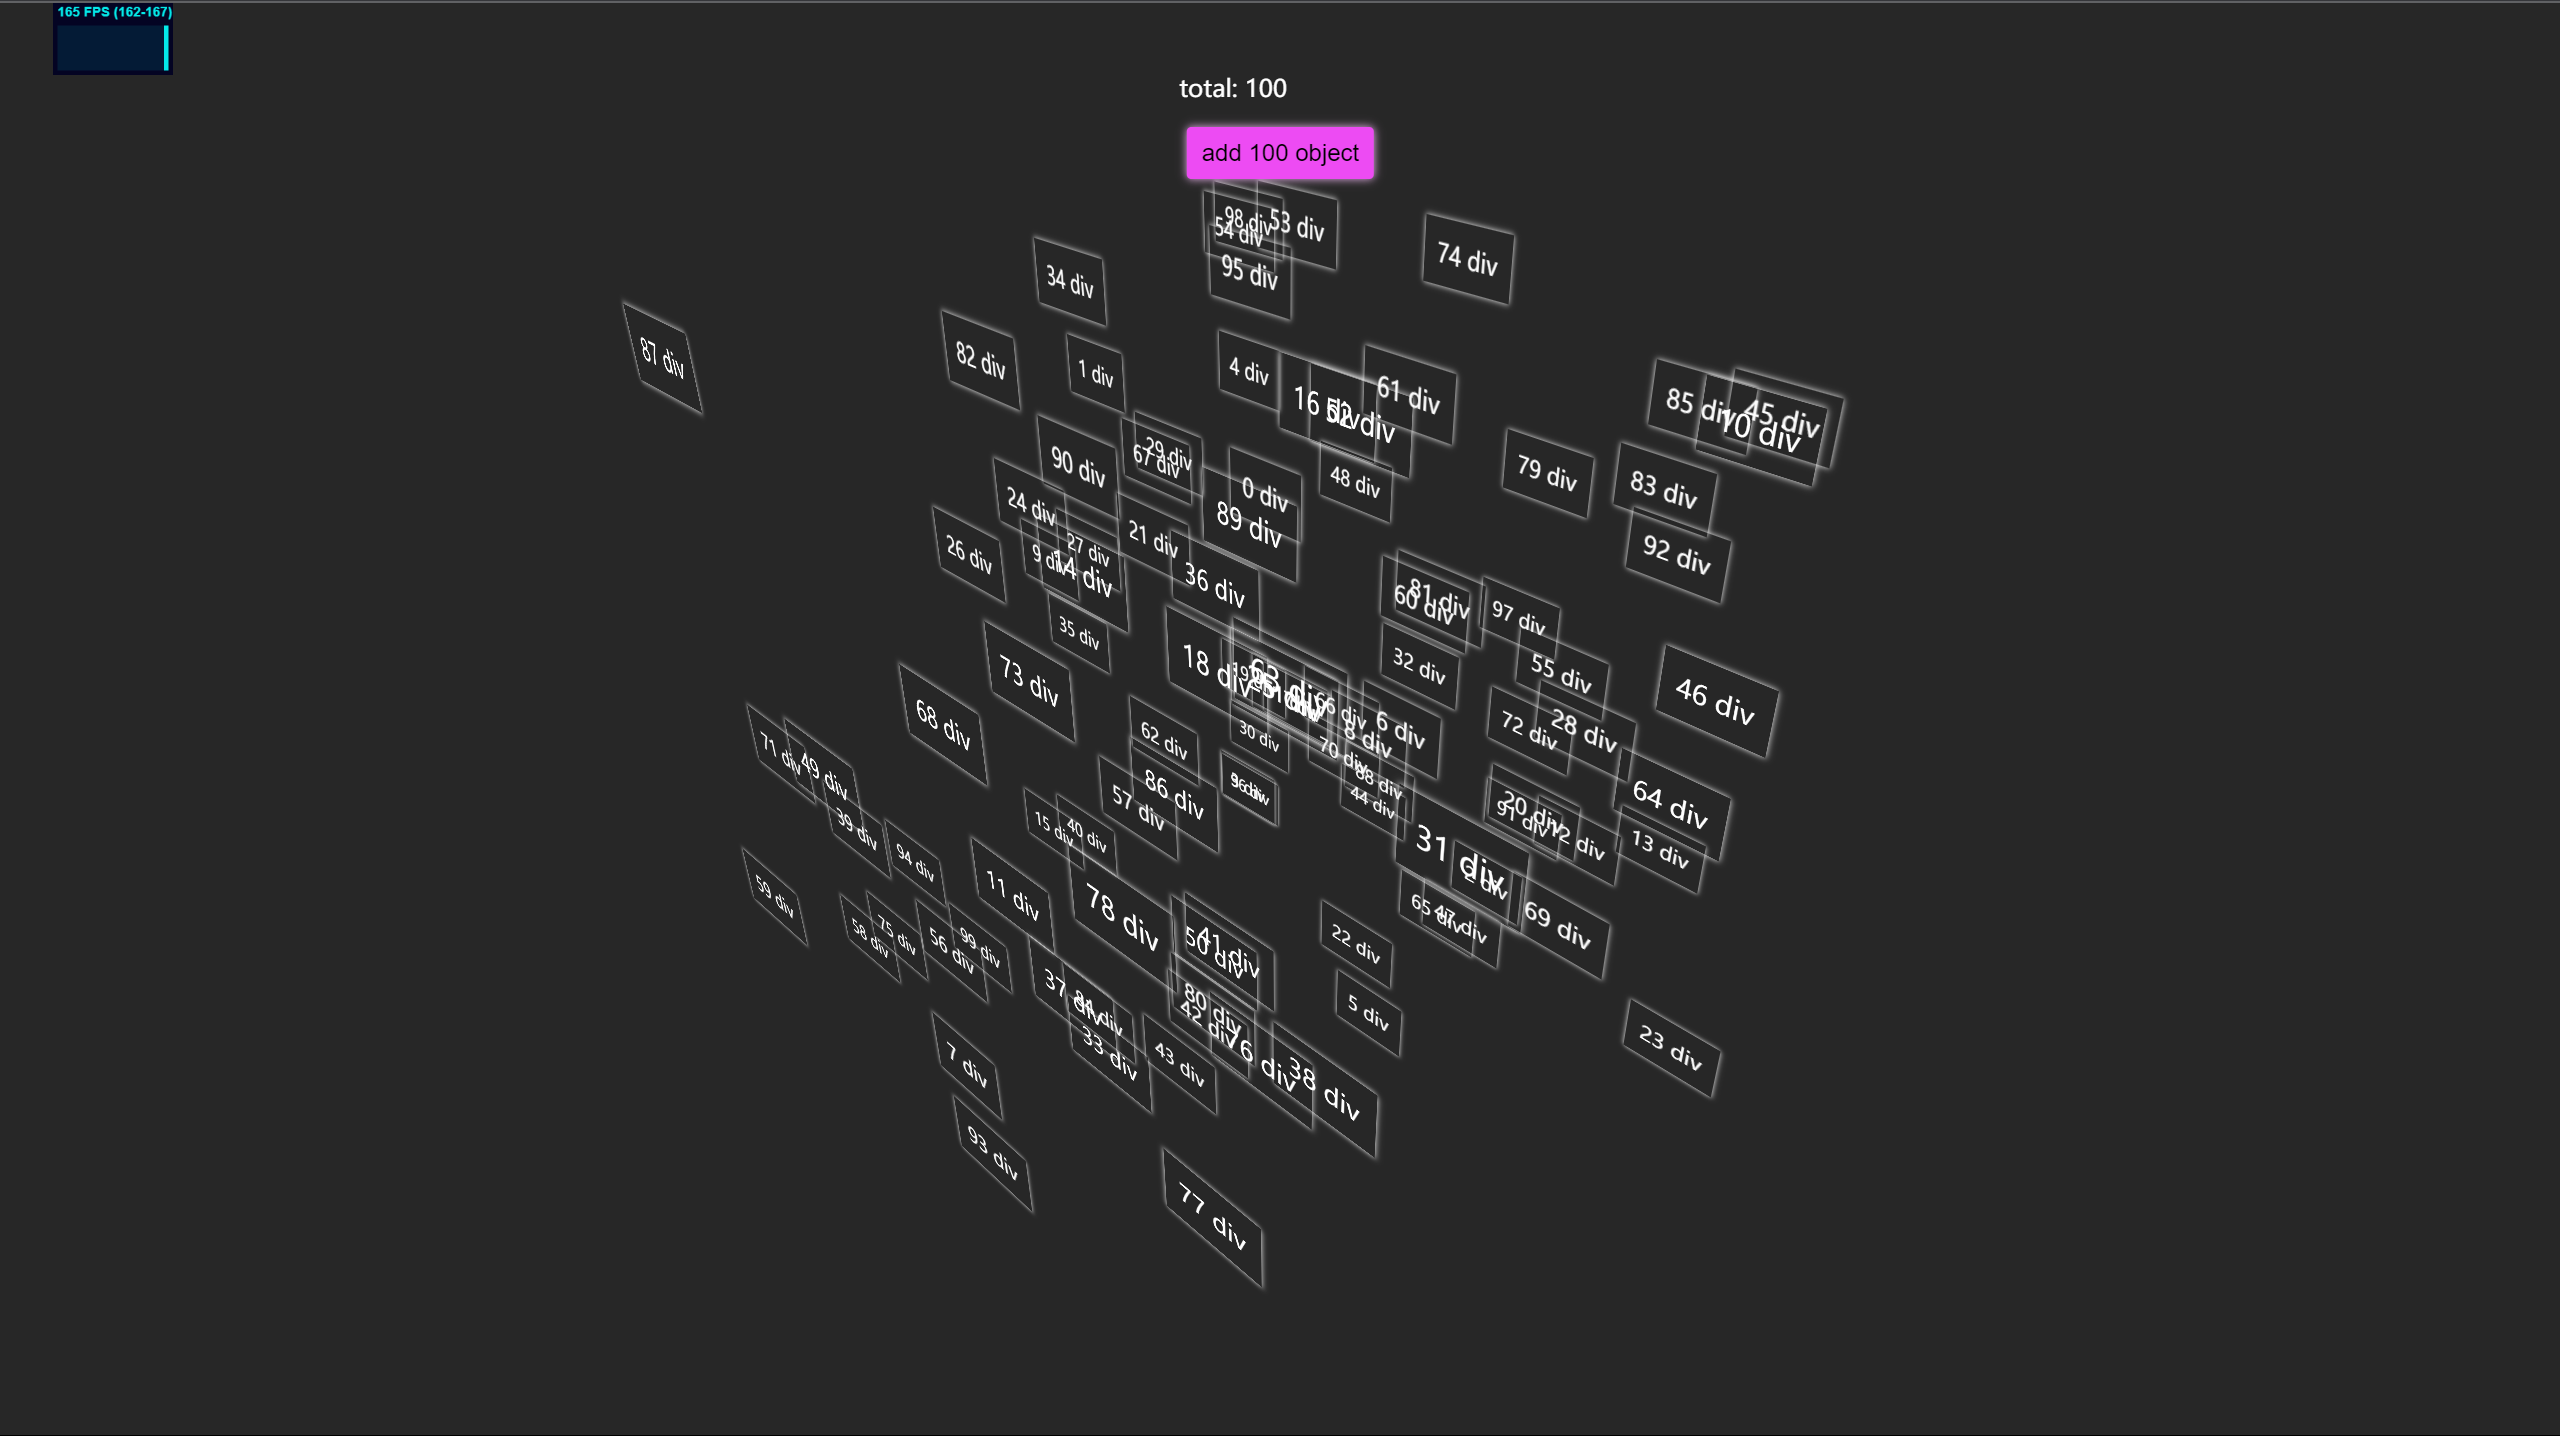 165 FPS (162-167)
total: 100
add 100 object
98 div
53 div
54 div
74 div
95 div
34 div
87 div
82 div
1 div
4 div
61 div
16 div
52 div
85 div
45 div
10 div
29 div
67 div
90 div
79 div
48 div
83 div
0 div
24 div
89 div
21 div
26 div
27 div
9 div
14 div
92 div
36 div
81 div
60 div
97 div
35 div
73 div
18 div
63 div
32 div
55 div
46 div
66 div
6 div
68 div
62 div
30 div
8 div
72 div
28 div
71 div
49 div
70 div
86 div
88 div
57 div
44 div
64 div
20 div
91 div
12 div
39 div
15 div
40 div
31 div
13 div
94 div
59 div
11 div
78 div
2 div
65 div
47 div
69 div
58 div
75 div
56 div
99 div
41 div
50 div
22 div
37 div
84 div
80 div
42 div
5 div
33 div
43 div
76 div
38 div
23 div
7 div
93 div
77 div